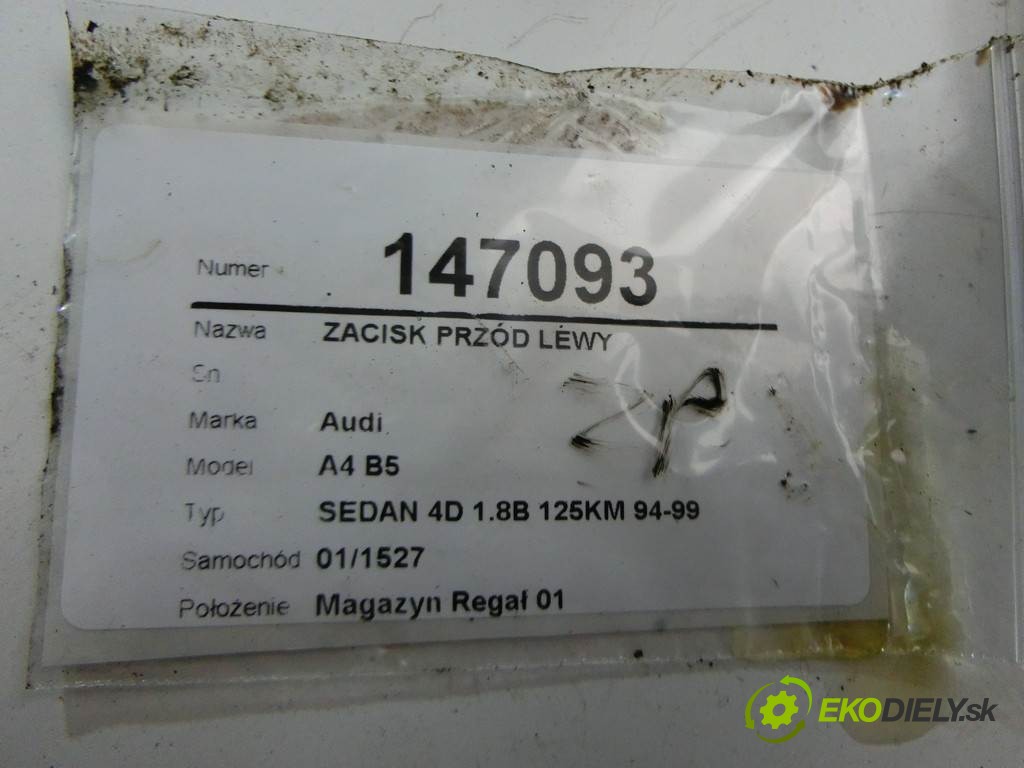 Numer 147093
Nazwa ZACISK PRZÓD LEWY
Sn
Marka Audi
ZP
Model A4 B5
Typ SEDAN 4D 1.8B 125KM 94-99
Samochód 01/1527
Położenie Magazyn Regał 01
EKODIELY.sk